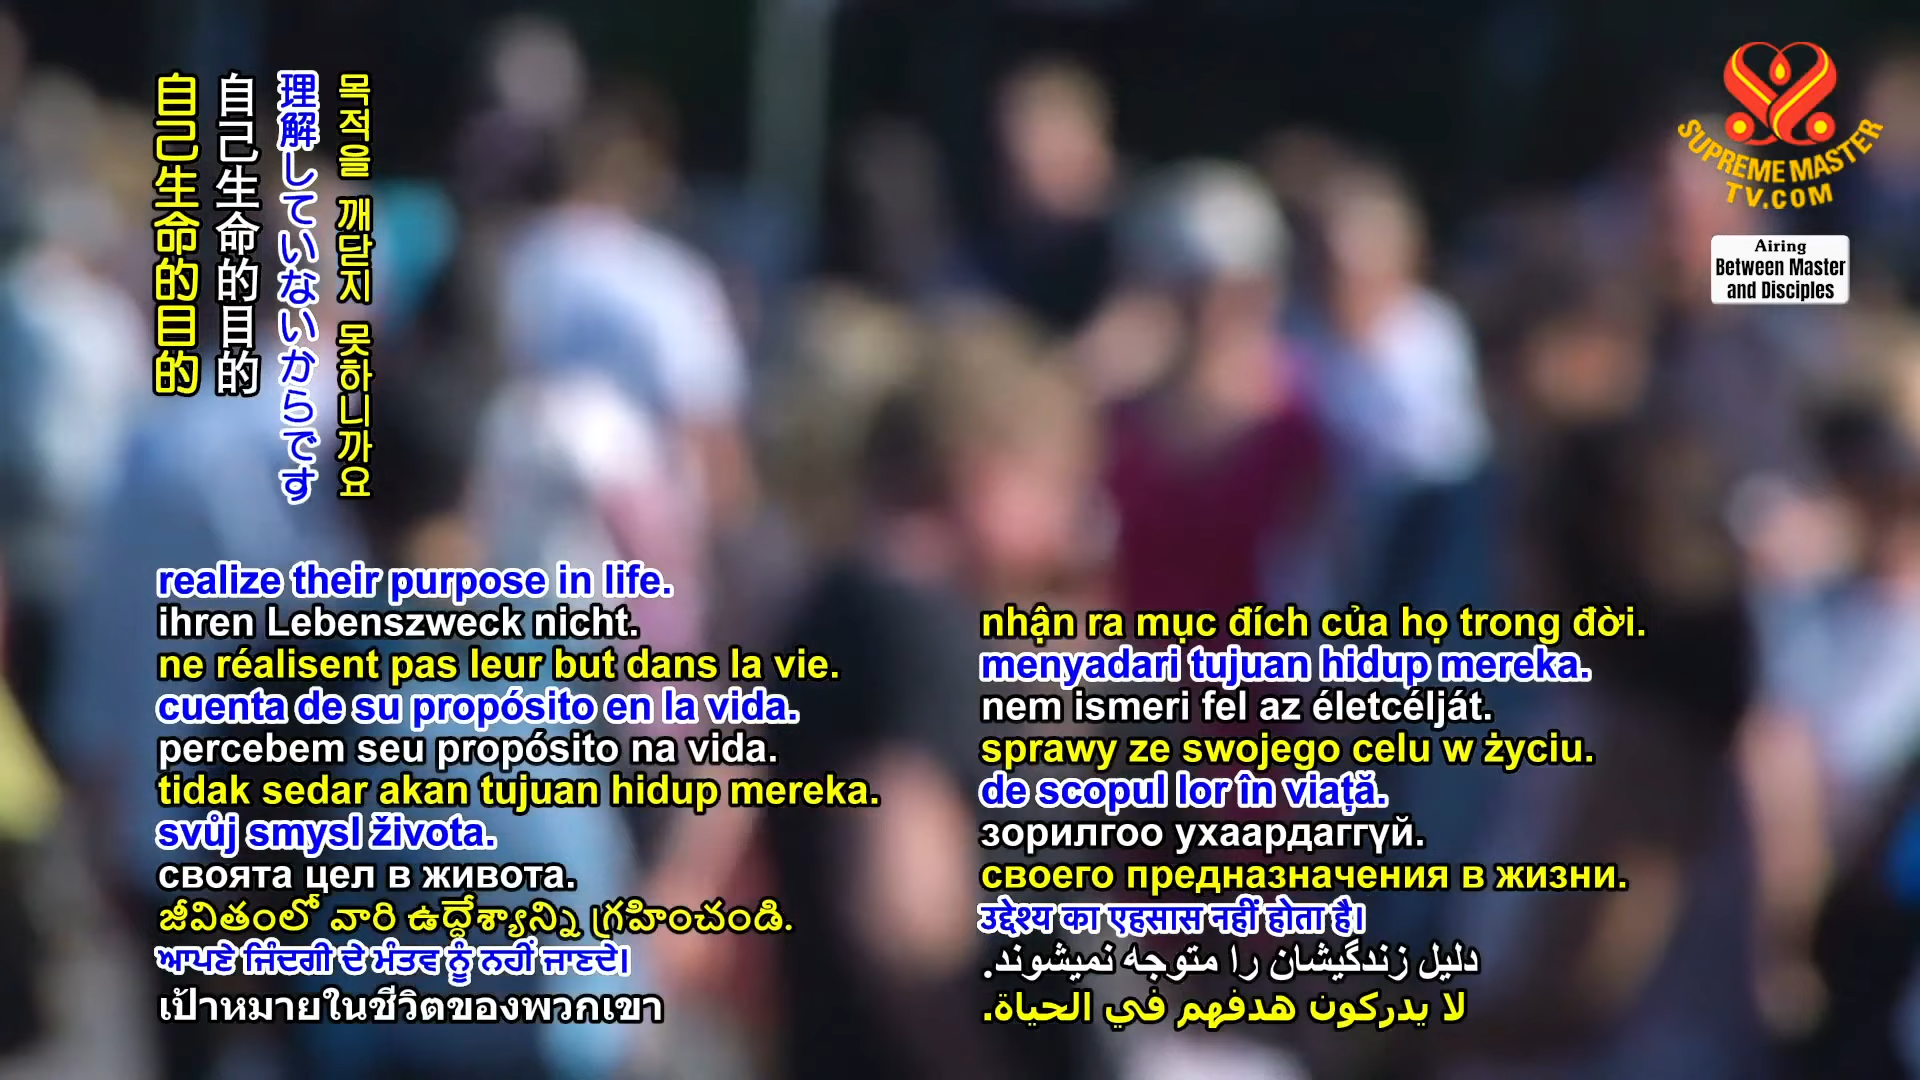 自己生命的目的
自己生命的目的
理解していないからです
목적을 깨닫지 못하니까요
SUPREME MASTER
TV.COM
Airing
Between Master
and Disciples
realize their purpose in life.
ihren Lebenszweck nicht.
ne réalisent pas leur but dans la vie.
cuenta de su propósito en la vida.
percebem seu propósito na vida.
tidak sedar akan tujuan hidup mereka.
svůj smysl života.
своята цел в живота.
జీవితంలో వారి ఉద్దేశ్యాన్ని గ్రహించండి.
ਆਪਣੇ ਜਿੰਦਗੀ ਦੇ ਮੰਤਵ ਨੂੰ ਨਹੀਂ ਜਾਣਦੇ।
เป้าหมายในชีวิตของพวกเขา
nhận ra mục đích của họ trong đời.
menyadari tujuan hidup mereka.
nem ismeri fel az életcélját.
sprawy ze swojego celu w życiu.
de scopul lor în viață.
зорилгоо ухаардаггүй.
своего предназначения в жизни.
उद्देश्य का एहसास नहीं होता है।
دلیل زندگیشان را متوجه نمیشوند.
لا يدركون هدفهم في الحياة.